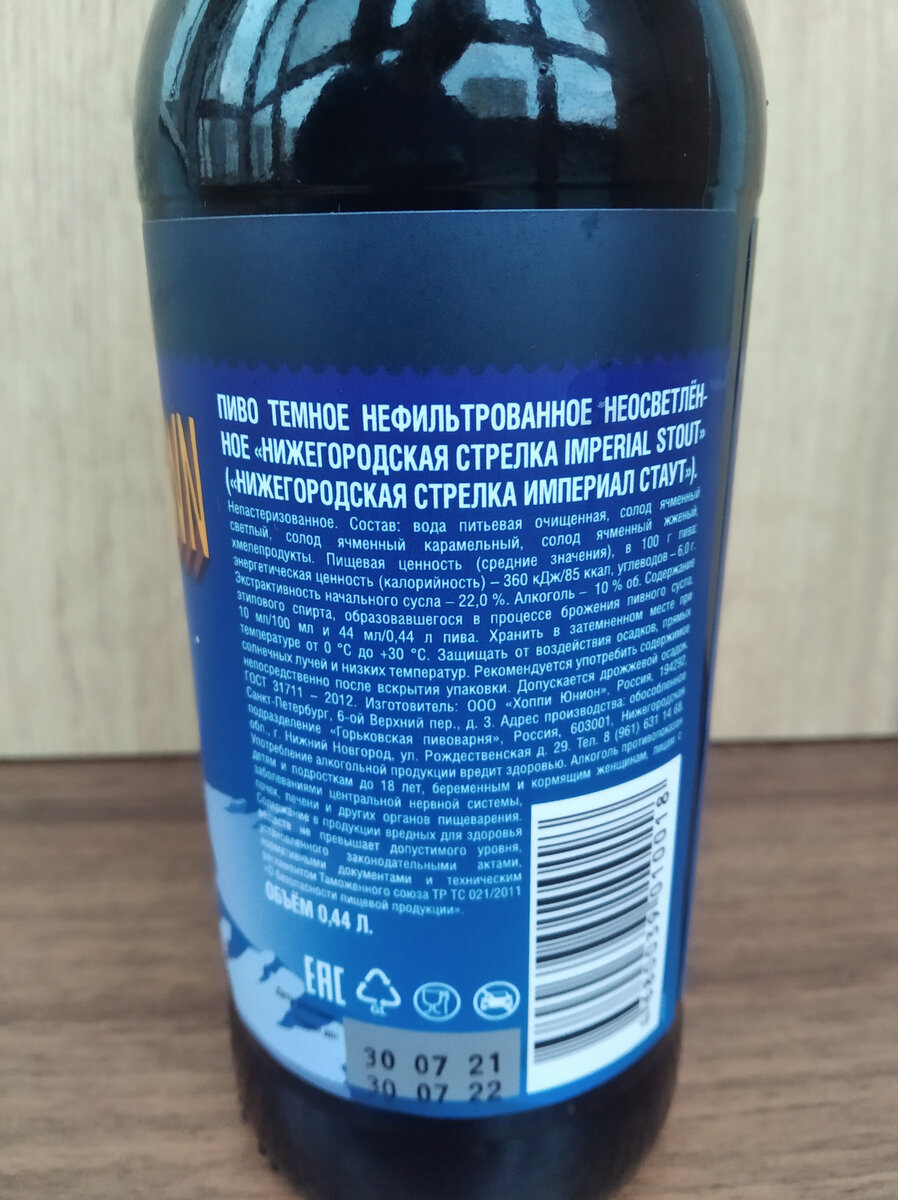 ПИВО ТЕМНОЕ НЕФИЛЬТРОВАННОЕ НЕОСВЕТЛЁН-
НОЕ «НИЖЕГОРОДСКАЯ СТРЕЛКА IMPERIAL STOUT»
(«НИЖЕГОРОДСКАЯ СТРЕЛКА ИМПЕРИАЛ СТАУТ»).
Непастеризованное. Состав: вода питьевая очищенная, солод ячменный
светлый, солод ячменный карамельный, солод ячменный жженый,
хмелепродукты. Пищевая ценность (средние значения), в 100 г пива:
энергетическая ценность (калорийность) – 360 кДж/85 ккал, углеводов – 6,0 г.
Экстрактивность начального сусла – 22,0 %. Алкоголь – 10 % об. Содержание
этилового спирта, образовавшегося в процессе брожения пивного сусла,
10 мл/100 мл и 44 мл/0,44 л пива. Хранить в затемненном месте при
температуре от 0 °С до +30 °С. Защищать от воздействия осадков, прямых
солнечных лучей и низких температур. Рекомендуется употребить содержимое
непосредственно после вскрытия упаковки. Допускается дрожжевой осадок.
ГОСТ 31711 – 2012. Изготовитель: ООО «Хоппи Юнион», Россия, 194292,
Санкт-Петербург, 6-ой Верхний пер., д. 3. Адрес производства: обособленное
подразделение «Горьковская пивоварня», Россия, 603001, Нижегородская
обл., г. Нижний Новгород, ул. Рождественская д. 29. Тел. 8 (961) 631 14 68.
Употребление алкогольной продукции вредит здоровью. Алкоголь противопоказан
детям и подросткам до 18 лет, беременным и кормящим женщинам, лицам с
заболеваниями центральной нервной системы,
почек, печени и других органов пищеварения.
Содержание в продукции вредных для здоровья
веществ не превышает допустимого уровня,
установленного законодательными актами,
нормативными документами и техническим
регламентом Таможенного союза ТР ТС 021/2011
«О безопасности пищевой продукции».
ОБЪЁМ 0,44 Л.
EAC
GL
30 07 21
30 07 22